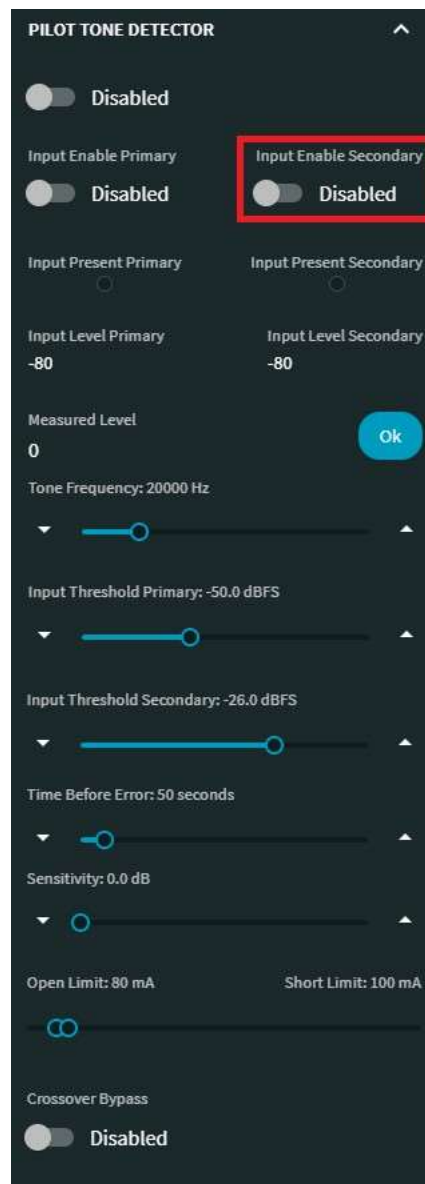 PILOT TONE DETECTOR
Disabled
Input Enable Primary Input Enable Secondary
Disabled Disabled
Input Present Primary Input Present Secondary
Input Level Primary Input Level Secondary
-80 -80
Measured Level
0 Ok
Tone Frequency: 20000 Hz
Input Threshold Primary: -50.0 dBFS
Input Threshold Secondary: -26.0 dBFS
Time Before Error: 50 seconds
Sensitivity: 0.0 dB
Open Limit: 80 mA Short Limit: 100 mA
Crossover Bypass
Disabled